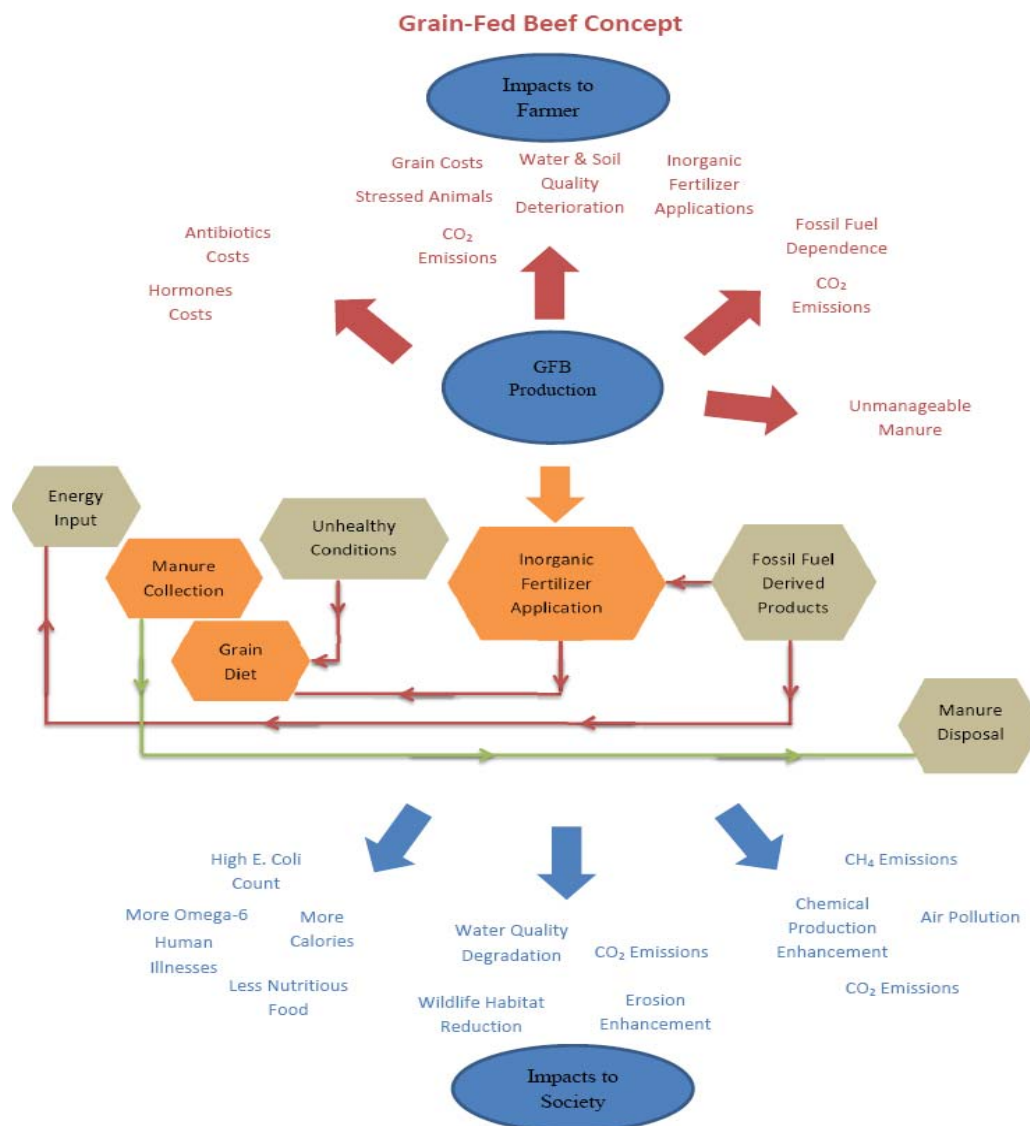 Grain-Fed Beef Concept
Impacts to
Farmer
Grain Costs
Stressed Animals
CO₂
Emissions
Water & Soil
Quality
Deterioration
Inorganic
Fertilizer
Applications
Antibiotics
Costs
Hormones
Costs
Fossil Fuel
Dependence
CO₂
Emissions
GFB
Production
Unmanageable
Manure
Energy
Input
Manure
Collection
Unhealthy
Conditions
Grain
Diet
Inorganic
Fertilizer
Application
Fossil Fuel
Derived
Products
Manure
Disposal
High E. Coli
Count
More Omega-6
Human
Illnesses
More
Calories
Less Nutritious
Food
Water Quality
Degradation
CO₂ Emissions
Wildlife Habitat
Reduction
Erosion
Enhancement
CH₄ Emissions
Chemical
Production
Enhancement
Air Pollution
CO₂ Emissions
Impacts to
Society